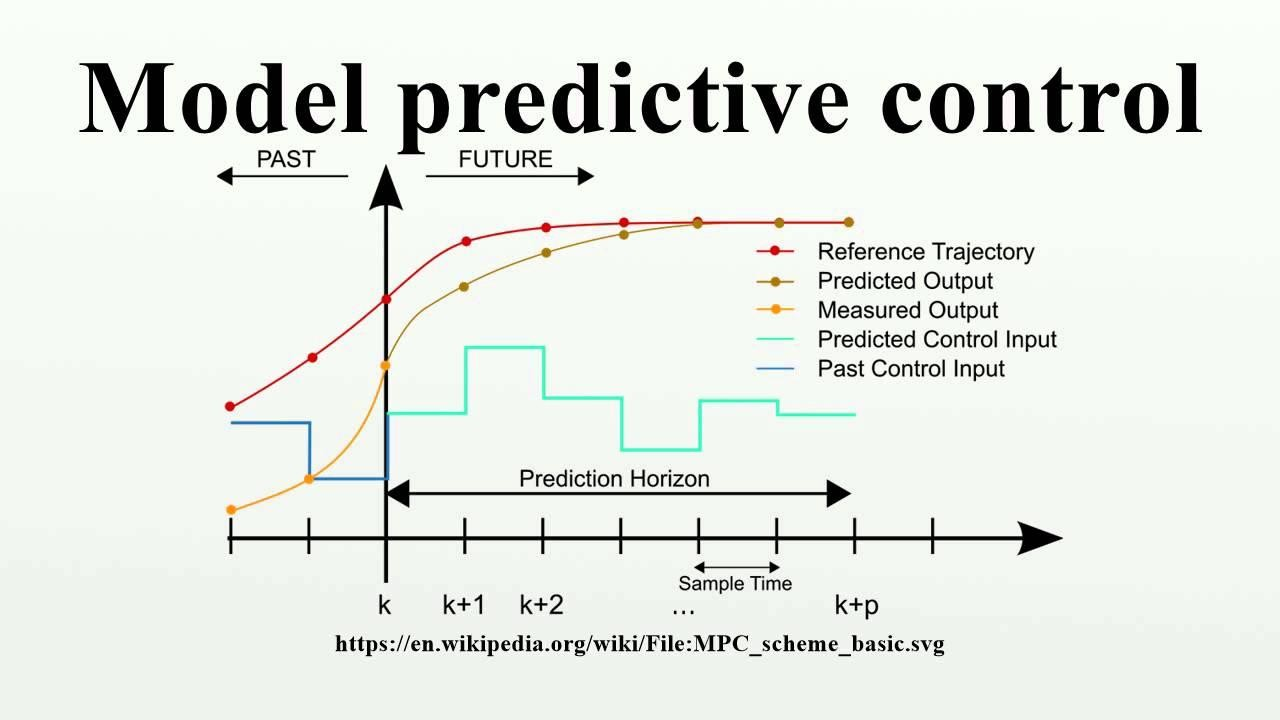 Model predictive control
PAST
FUTURE
Reference Trajectory
Predicted Output
Measured Output
Predicted Control Input
Past Control Input
Prediction Horizon
Sample Time
k
k+1
k+2
...
k+p
https://en.wikipedia.org/wiki/File:MPC_scheme_basic.svg